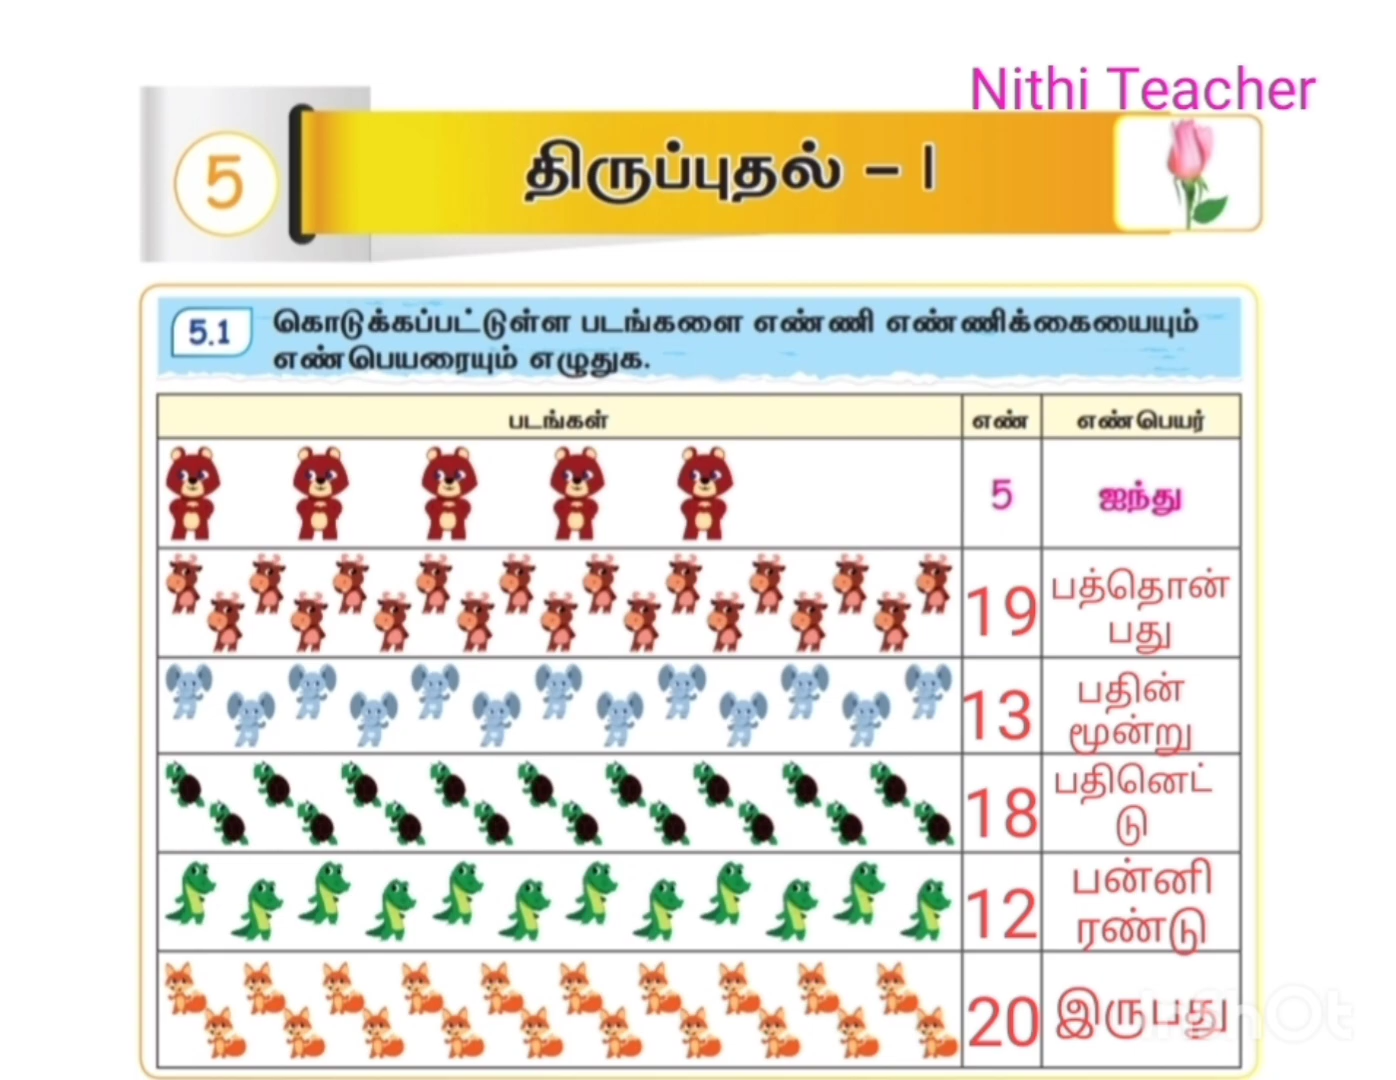 Nithi Teacher
5
திருப்புதல் – I
5.1
கொடுக்கப்பட்டுள்ள படங்களை எண்ணி எண்ணிக்கையையும்
எண்பெயரையும் எழுதுக.
படங்கள் எண் எண்பெயர்
5 ஐந்து
19 பத்தொன்
பது
13 பதின்
மூன்று
18 பதினெட்
டு
12 பன்னி
ரண்டு
20 இருபது